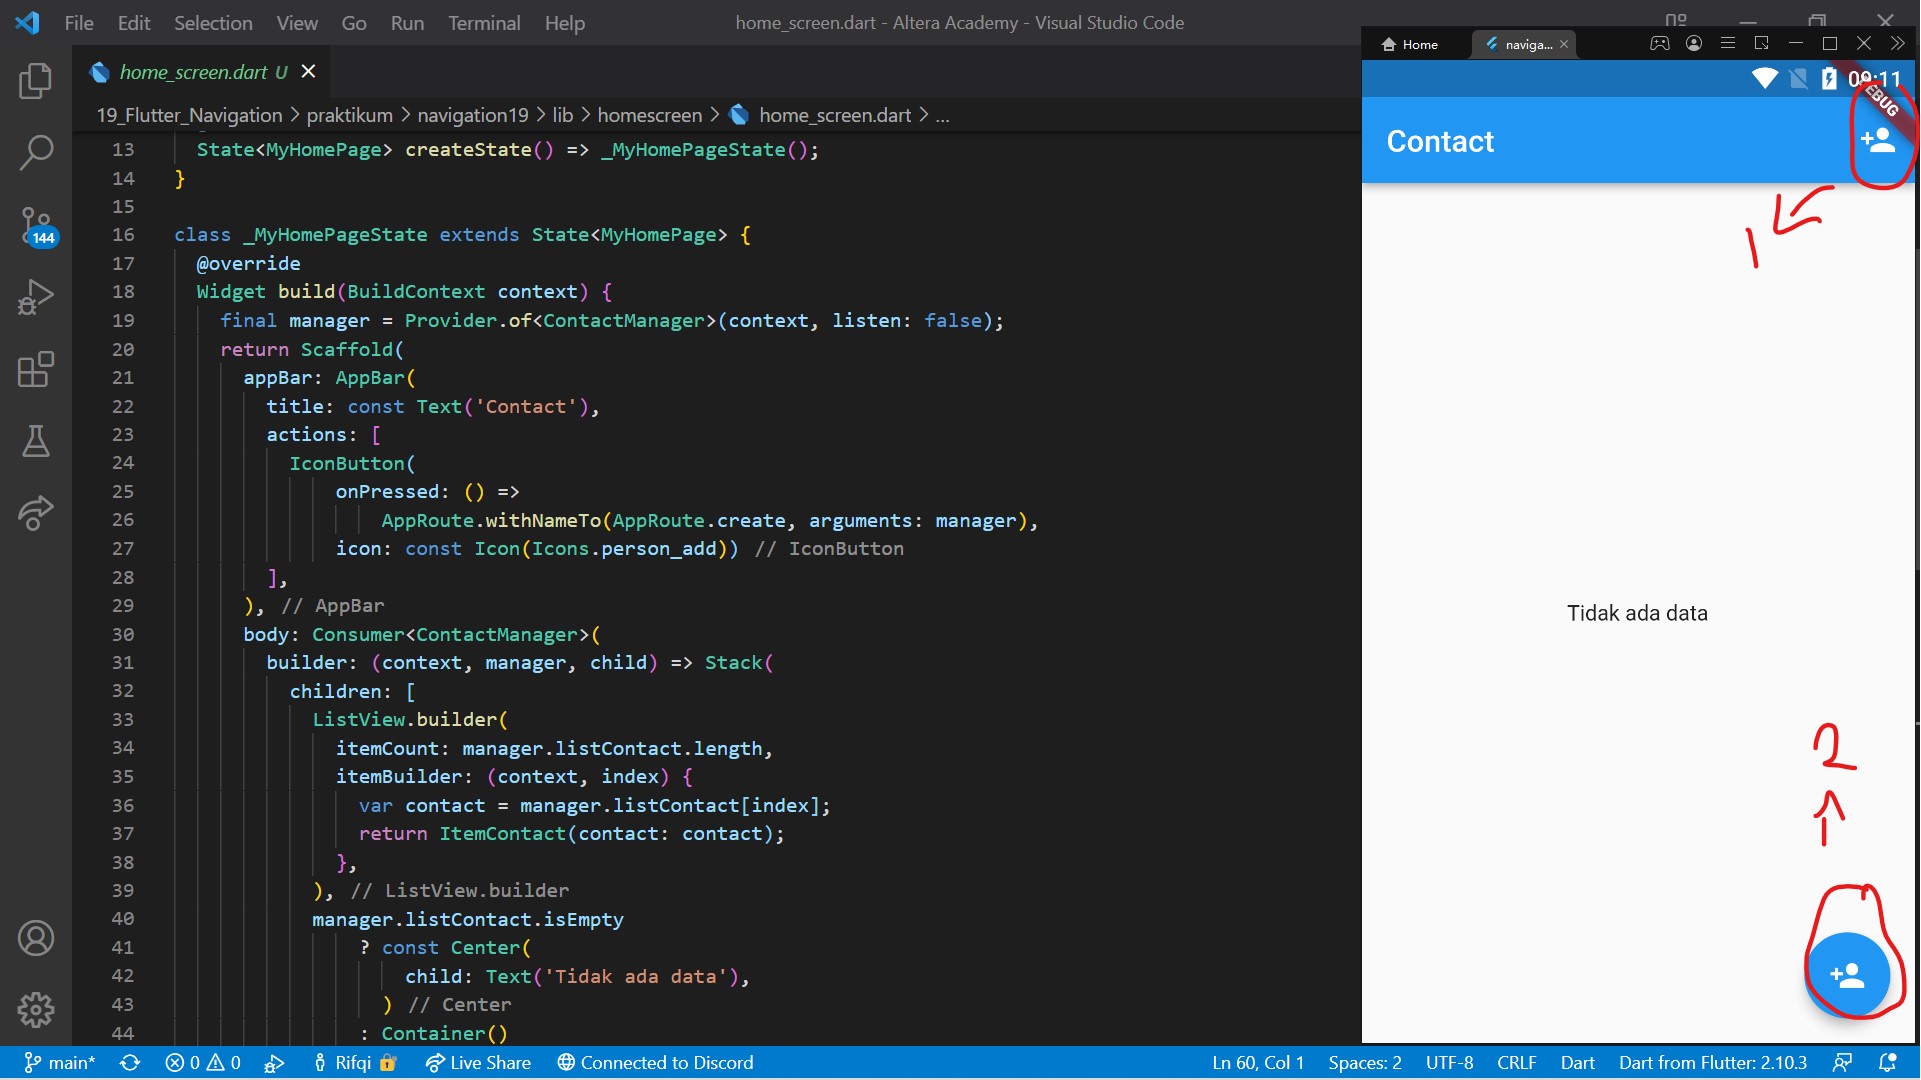 File Edit Selection View Go Run Terminal Help
home_screen.dart - Altera Academy - Visual Studio Code
home_screen.dart U
19_Flutter_Navigation > praktikum > navigation19 > lib > homescreen > home_screen.dart > ...
13 State<MyHomePage> createState() => _MyHomePageState();
14 }
15
16 class _MyHomePageState extends State<MyHomePage> {
17 @override
18 Widget build(BuildContext context) {
19 final manager = Provider.of<ContactManager>(context, listen: false);
20 return Scaffold(
21 appBar: AppBar(
22 title: const Text('Contact'),
23 actions: [
24 IconButton(
25 onPressed: () =>
26 AppRoute.withNameTo(AppRoute.create, arguments: manager),
27 icon: const Icon(Icons.person_add)) // IconButton
28 ],
29 ), // AppBar
30 body: Consumer<ContactManager>(
31 builder: (context, manager, child) => Stack(
32 children: [
33 ListView.builder(
34 itemCount: manager.listContact.length,
35 itemBuilder: (context, index) {
36 var contact = manager.listContact[index];
37 return ItemContact(contact: contact);
38 },
39 ), // ListView.builder
40 manager.listContact.isEmpty
41 ? const Center(
42 child: Text('Tidak ada data'),
43 ) // Center
44 : Container()
144
Home
naviga...
09:11
Contact
1
Tidak ada data
2
main* 0 0 Rifqi Live Share Connected to Discord
Ln 60, Col 1 Spaces: 2 UTF-8 CRLF Dart Dart from Flutter: 2.10.3